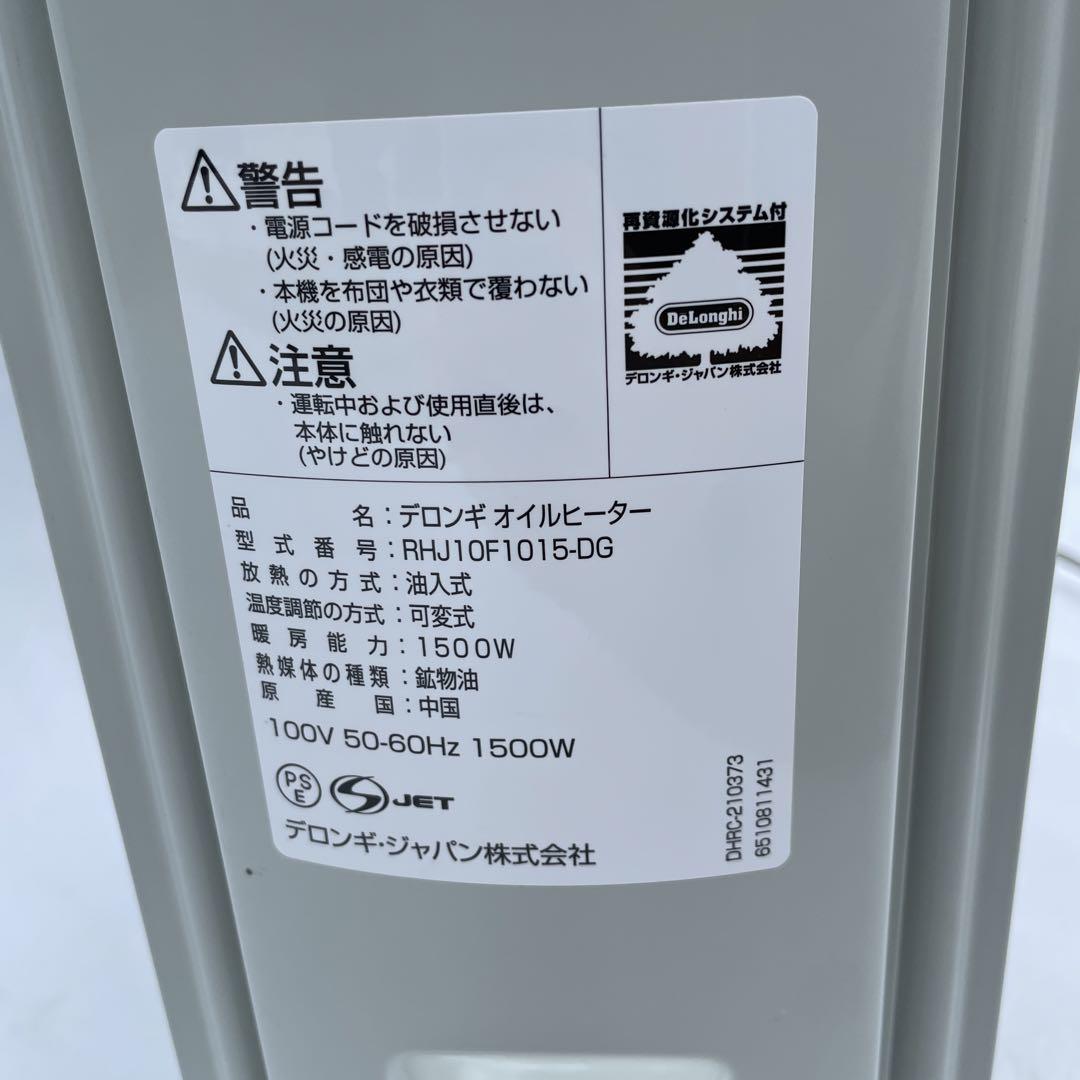 警告
・電源コードを破損させない
(火災・感電の原因)
・本機を布団や衣類で覆わない
(火災の原因)
注意
・運転中および使用直後は、
本体に触れない
(やけどの原因)
再資源化システム付
DeLonghi
デロンギ・ジャパン株式会社
品名：デロンギ オイルヒーター
型式番号：RHJ10F1015-DG
放熱の方式：油入式
温度調節の方式：可変式
暖房能力：1500W
熱媒体の種類：鉱物油
原産国：中国
100V 50-60Hz 1500W
PSE
JET
デロンギ・ジャパン株式会社
DHRC-210373
6510811431